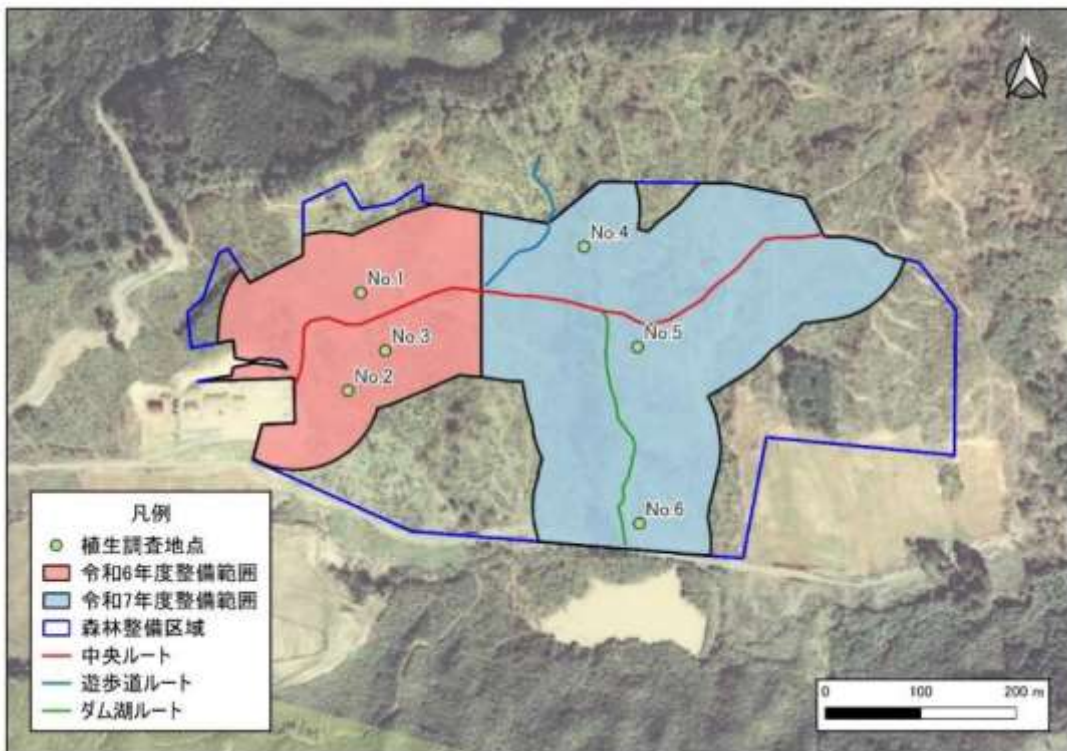 N
No.4
No.1
No.3
No.5
No.2
No.6
凡例
植生調査地点
令和6年度整備範囲
令和7年度整備範囲
森林整備区域
中央ルート
遊歩道ルート
ダム湖ルート
0 100 200 m